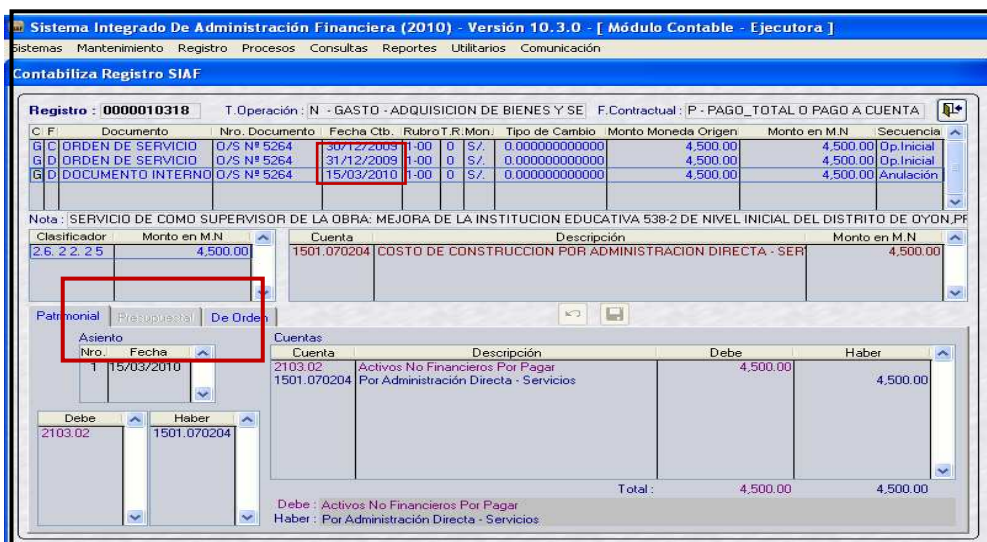 Sistema Integrado De Administración Financiera (2010) - Versión 10.3.0 - [ Módulo Contable - Ejecutora ]
Sistemas Mantenimiento Registro Procesos Consultas Reportes Utilitarios Comunicación
Contabiliza Registro SIAF
Registro : 0000010318 T.Operación : N - GASTO - ADQUISICION DE BIENES Y SE F.Contractual : P - PAGO_TOTAL O PAGO A CUENTA
C F Documento Nro. Documento Fecha Ctb. Rubro T.R. Mon. Tipo de Cambio Monto Moneda Origen Monto en M.N Secuencia
G C ORDEN DE SERVICIO O/S Nº 5264 30/12/2009 1-00 0 S/. 0.000000000000 4,500.00 4,500.00 Op.Inicial
G D ORDEN DE SERVICIO O/S Nº 5264 31/12/2009 1-00 0 S/. 0.000000000000 4,500.00 4,500.00 Op.Inicial
G D DOCUMENTO INTERNO O/S Nº 5264 15/03/2010 1-00 0 S/. 0.000000000000 4,500.00 4,500.00 Anulación
Nota : SERVICIO DE COMO SUPERVISOR DE LA OBRA: MEJORA DE LA INSTITUCION EDUCATIVA 538-2 DE NIVEL INICIAL DEL DISTRITO DE OYON,PR
Clasificador Monto en M.N Cuenta Descripción Monto en M.N
2.6. 2 2. 2 5 4,500.00 1501.070204 COSTO DE CONSTRUCCION POR ADMINISTRACION DIRECTA - SER 4,500.00
Patrimonial Presupuestal De Orden
Asiento Cuentas
Nro. Fecha Cuenta Descripción Debe Haber
1 15/03/2010 2103.02 Activos No Financieros Por Pagar 4,500.00
1501.070204 Por Administración Directa - Servicios 4,500.00
Debe Haber
2103.02 1501.070204
Total : 4,500.00 4,500.00
Debe : Activos No Financieros Por Pagar
Haber : Por Administración Directa - Servicios